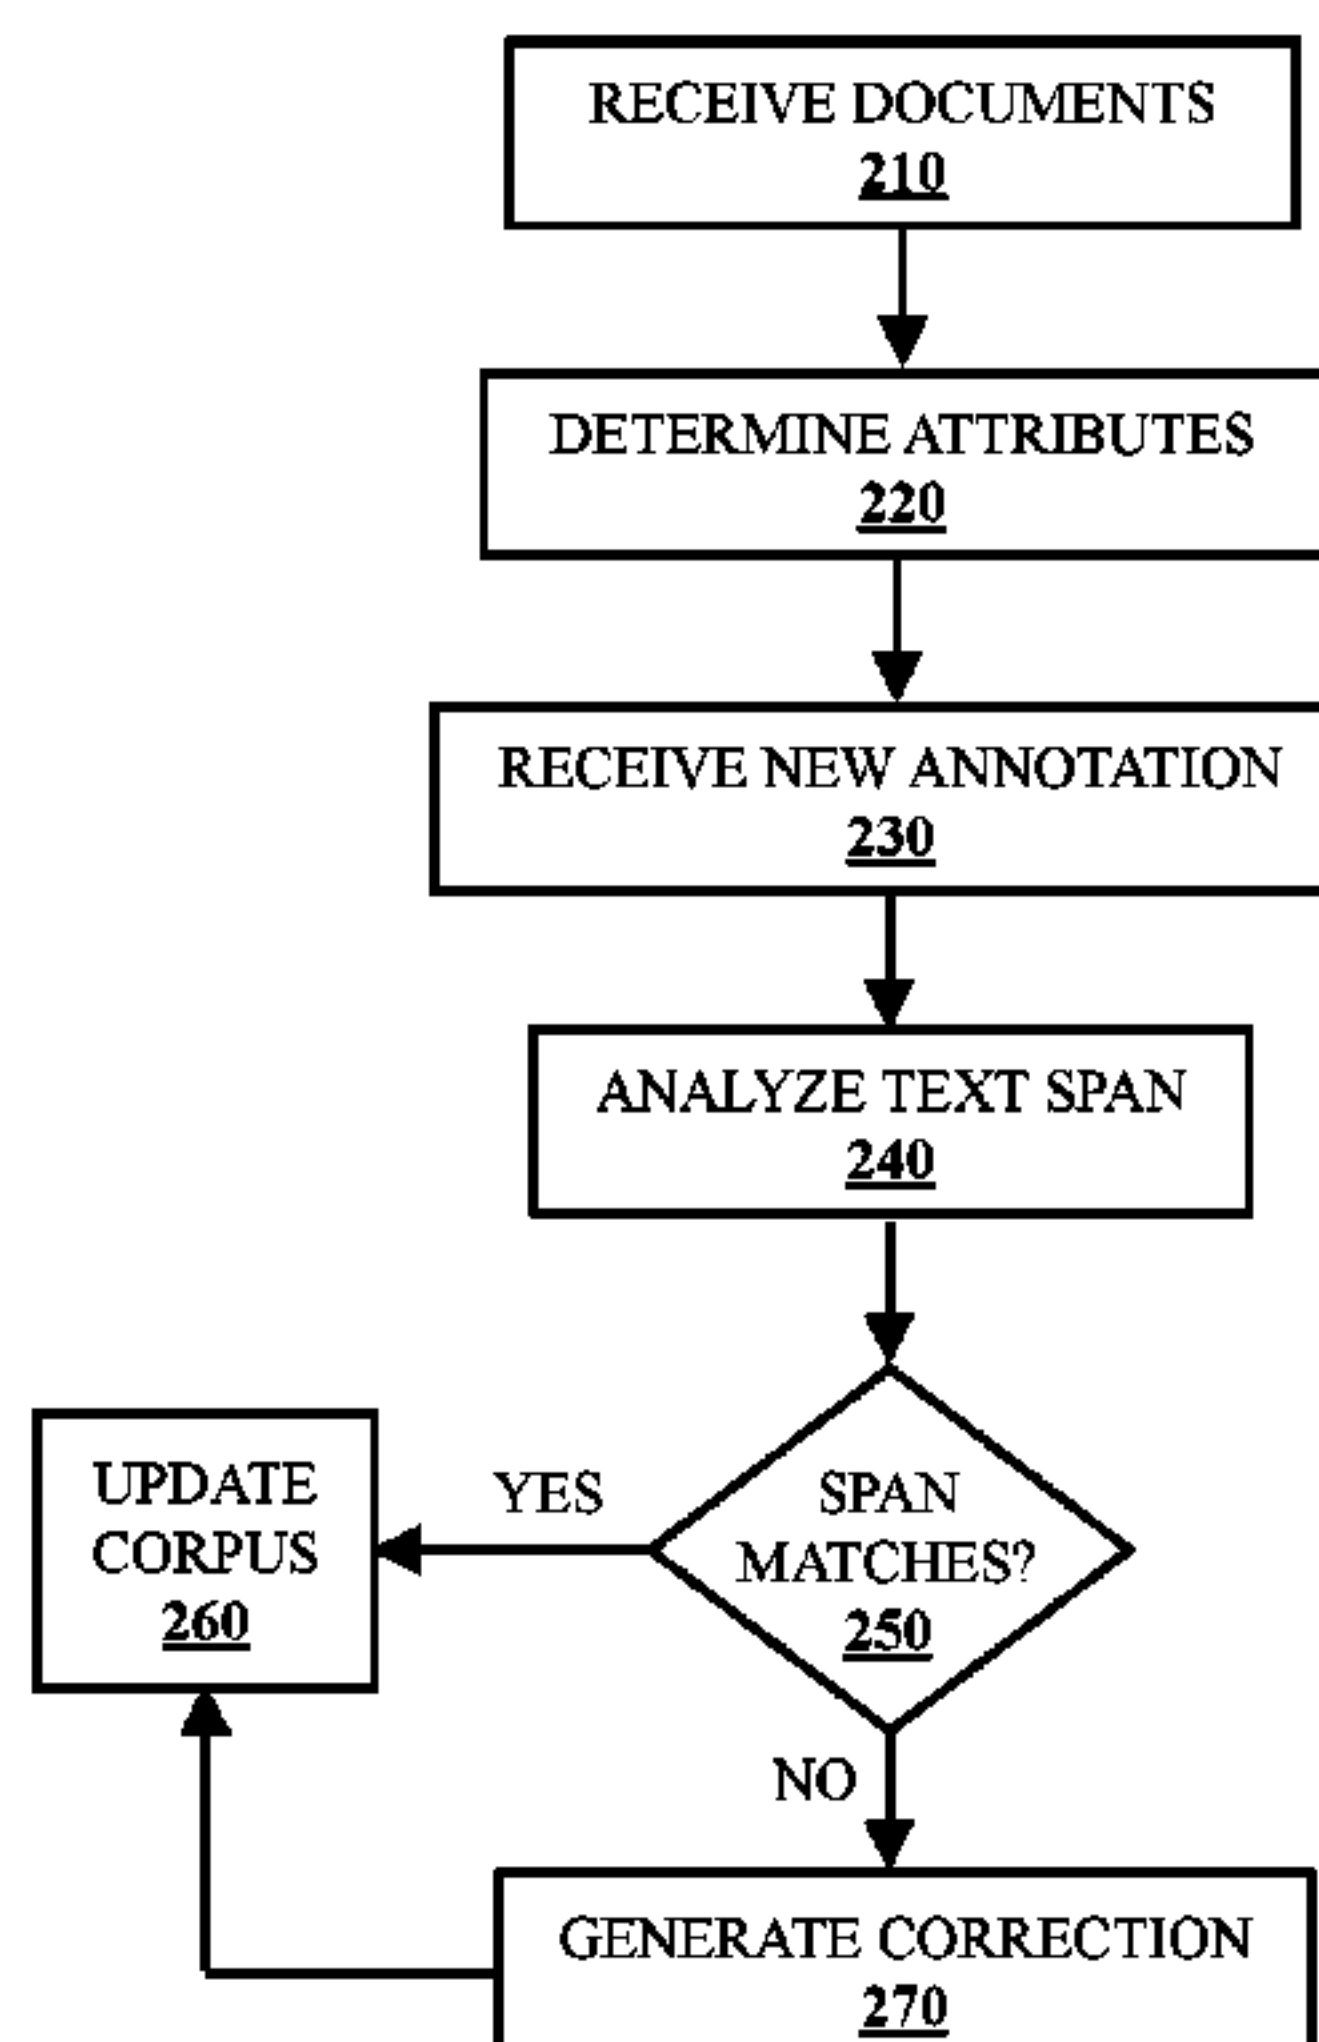 RECEIVE DOCUMENTS
210
DETERMINE ATTRIBUTES
220
RECEIVE NEW ANNOTATION
230
ANALYZE TEXT SPAN
240
SPAN
MATCHES?
250
YES
UPDATE
CORPUS
260
NO
GENERATE CORRECTION
270